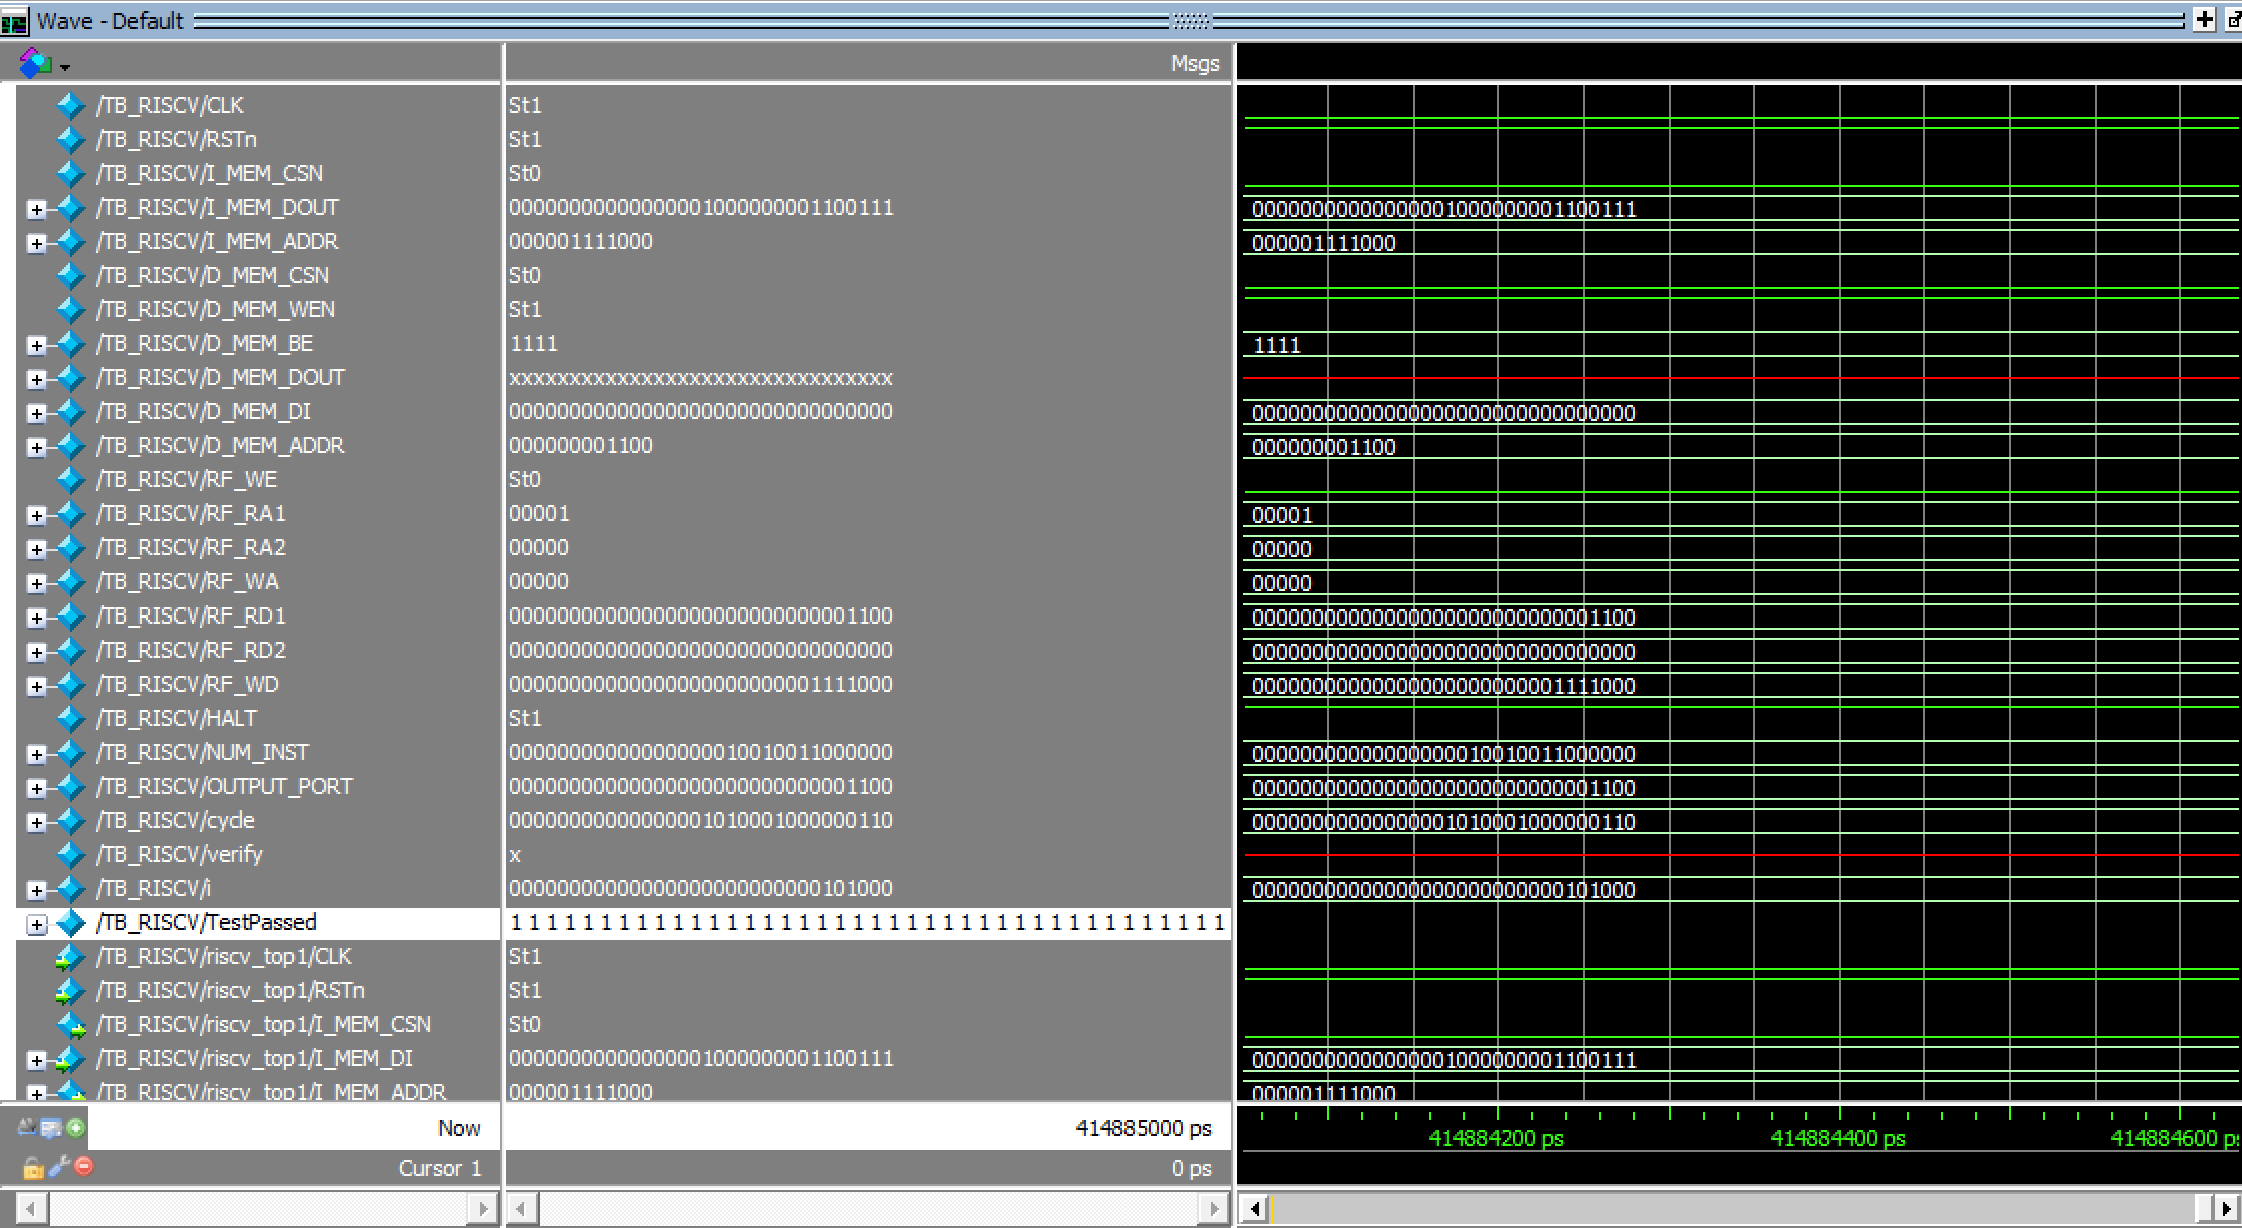 Wave - Default
Msgs
/TB_RISCV/CLK St1
/TB_RISCV/RSTn St1
/TB_RISCV/I_MEM_CSN St0
/TB_RISCV/I_MEM_DOUT 00000000000000001000000001100111 00000000000000001000000001100111
/TB_RISCV/I_MEM_ADDR 000001111000 000001111000
/TB_RISCV/D_MEM_CSN St0
/TB_RISCV/D_MEM_WEN St1
/TB_RISCV/D_MEM_BE 1111 1111
/TB_RISCV/D_MEM_DOUT xxxxxxxxxxxxxxxxxxxxxxxxxxxxxxxx
/TB_RISCV/D_MEM_DI 00000000000000000000000000000000 00000000000000000000000000000000
/TB_RISCV/D_MEM_ADDR 000000001100 000000001100
/TB_RISCV/RF_WE St0
/TB_RISCV/RF_RA1 00001 00001
/TB_RISCV/RF_RA2 00000 00000
/TB_RISCV/RF_WA 00000 00000
/TB_RISCV/RF_RD1 00000000000000000000000000001100 00000000000000000000000000001100
/TB_RISCV/RF_RD2 00000000000000000000000000000000 00000000000000000000000000000000
/TB_RISCV/RF_WD 00000000000000000000000001111000 00000000000000000000000001111000
/TB_RISCV/HALT St1
/TB_RISCV/NUM_INST 00000000000000000010010011000000 00000000000000000010010011000000
/TB_RISCV/OUTPUT_PORT 00000000000000000000000000001100 00000000000000000000000000001100
/TB_RISCV/cycle 00000000000000001010001000000110 00000000000000001010001000000110
/TB_RISCV/verify x
/TB_RISCV/i 00000000000000000000000000101000 00000000000000000000000000101000
/TB_RISCV/TestPassed 1 1 1 1 1 1 1 1 1 1 1 1 1 1 1 1 1 1 1 1 1 1 1 1 1 1 1 1 1 1 1 1 1 1 1 1 1 1 1 1
/TB_RISCV/riscv_top1/CLK St1
/TB_RISCV/riscv_top1/RSTn St1
/TB_RISCV/riscv_top1/I_MEM_CSN St0
/TB_RISCV/riscv_top1/I_MEM_DI 00000000000000001000000001100111 00000000000000001000000001100111
/TB_RISCV/riscv_top1/I_MEM_ADDR 000001111000 000001111000
Now 414885000 ps 414884200 ps 414884400 ps 414884600 ps
Cursor 1 0 ps